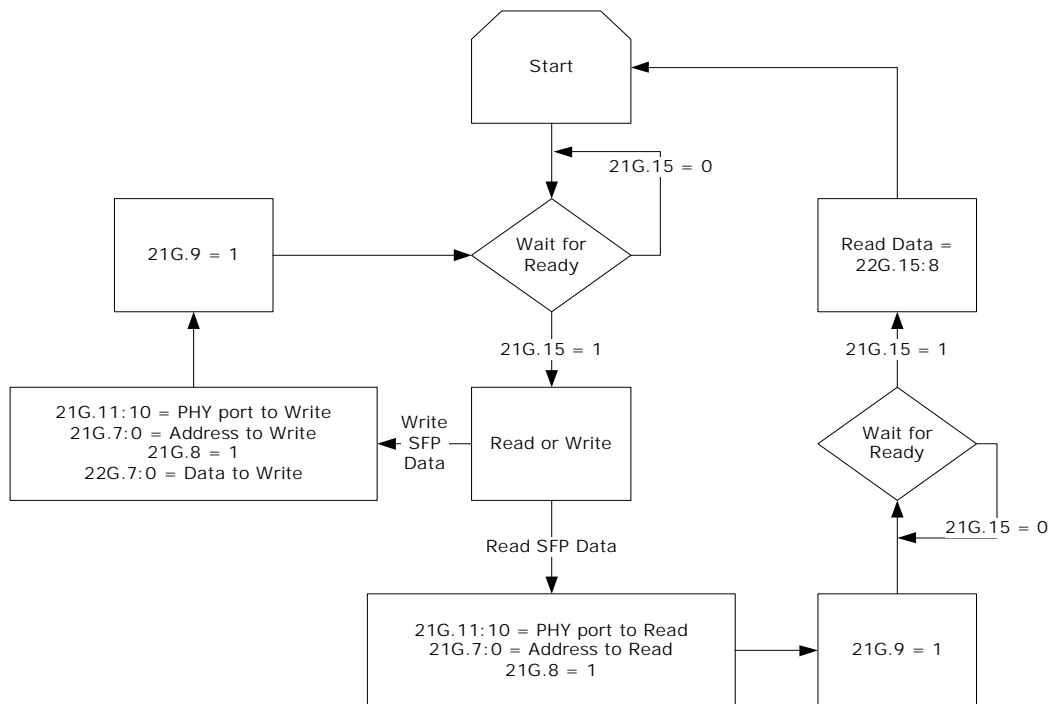 Start
21G.15 = 0
21G.9 = 1
Wait for
Ready
Read Data =
22G.15:8
21G.15 = 1
21G.15 = 1
21G.11:10 = PHY port to Write
21G.7:0 = Address to Write
21G.8 = 1
22G.7:0 = Data to Write
Write
SFP
Data
Read or Write
Wait for
Ready
21G.15 = 0
Read SFP Data
21G.11:10 = PHY port to Read
21G.7:0 = Address to Read
21G.8 = 1
21G.9 = 1